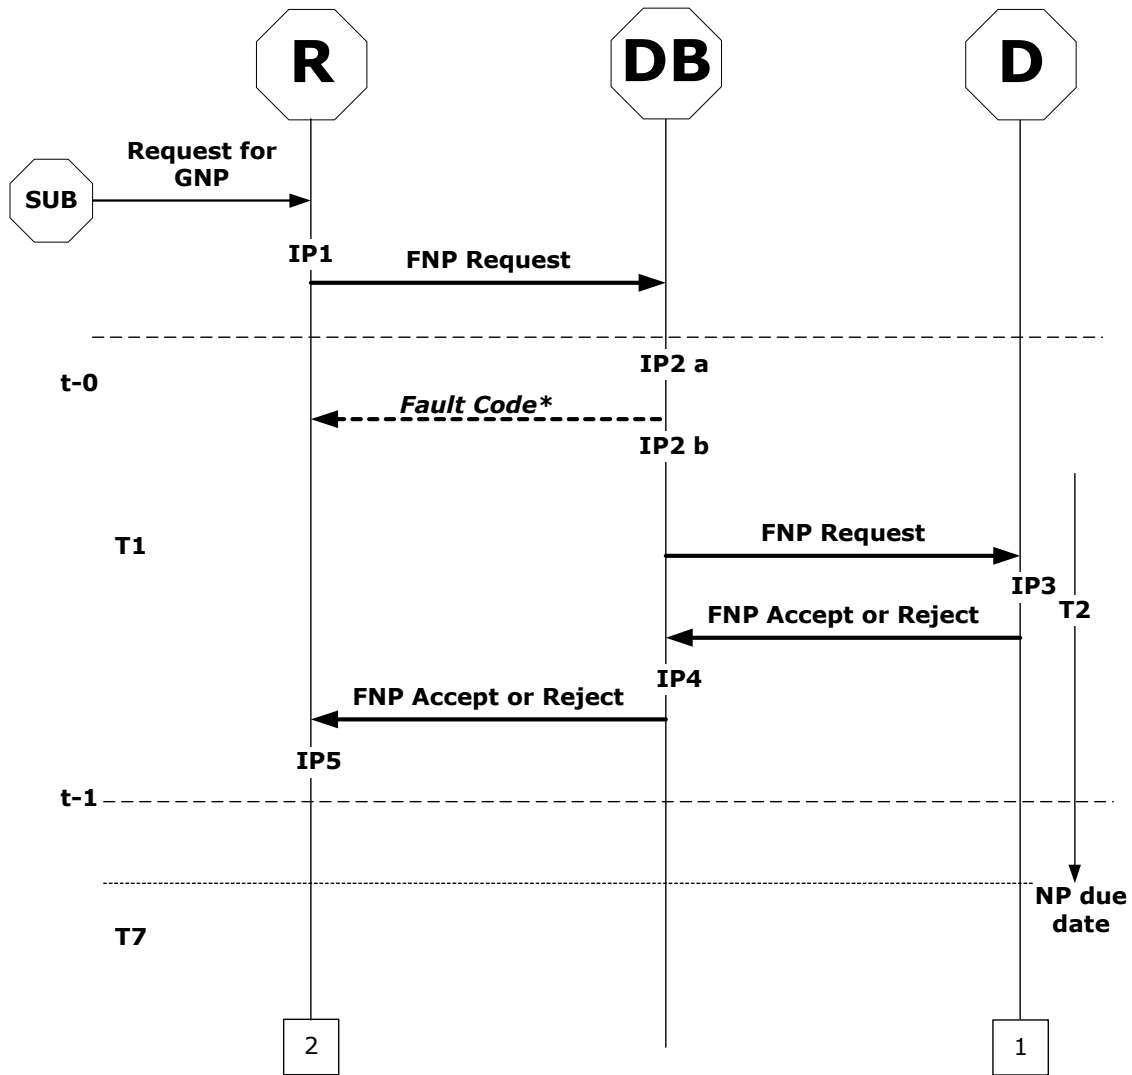 R
DB
D
Request for
GNP
SUB
IP1
FNP Request
IP2 a
t-0
Fault Code*
IP2 b
FNP Request
T1
IP3
T2
FNP Accept or Reject
IP4
FNP Accept or Reject
IP5
t-1
NP due
date
T7
2
1